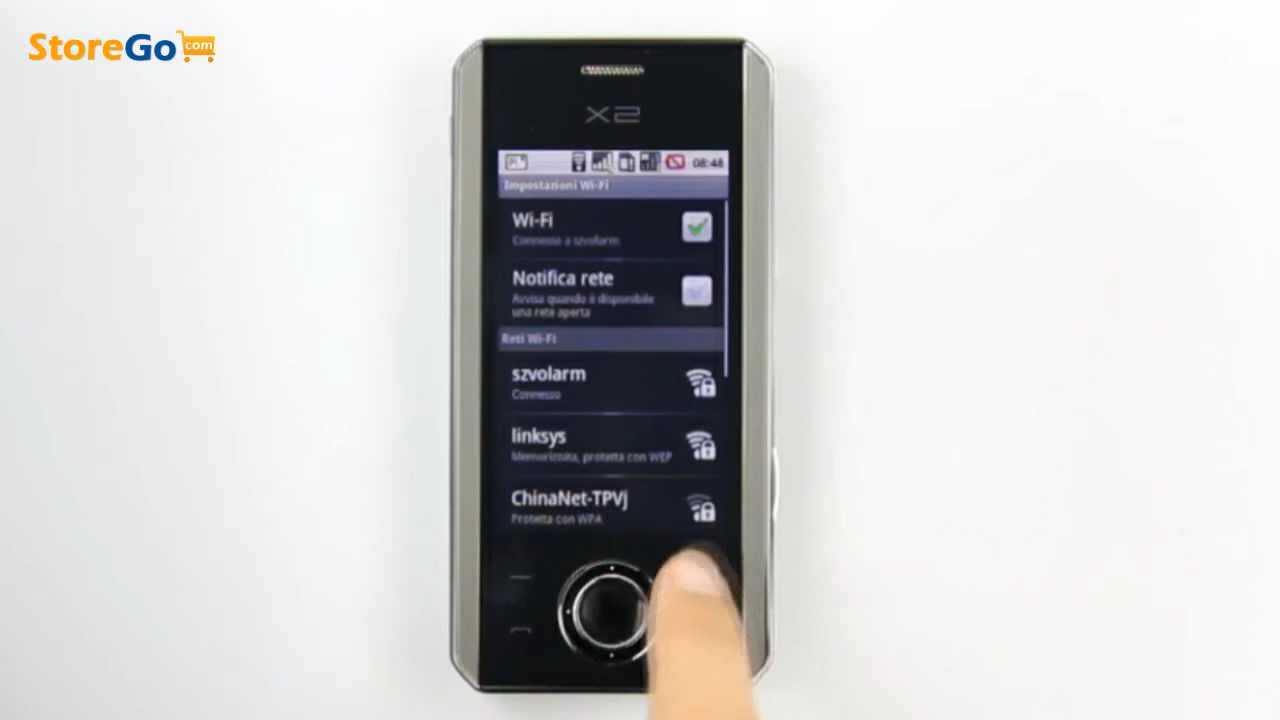 StoreGo.com
X2
08:48
Impostazioni Wi-Fi
Wi-Fi
Connesso a szvolarm
Notifica rete
Avvisa quando è disponibile
una rete aperta
Reti Wi-Fi
szvolarm
Connesso
linksys
Memorizzata, protetta con WEP
ChinaNet-TPVj
Protetta con WPA